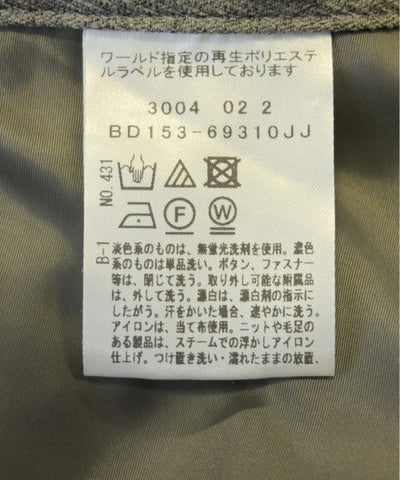 ワールド指定の再生ポリエステ
ルラベルを使用しております
3004 02 2
BD153-69310JJ
NO.431
F
W
B-1
淡色系のものは、無蛍光洗剤を使用。濃色
系のものは単品洗い。ボタン、ファスナー
等は、閉じて洗う。取り外し可能な附属品
は、外して洗う。漂白は、漂白剤の指示に
したがう。汗をかいた場合、速やかに洗う。
アイロンは、当て布使用。ニットや毛足の
ある製品は、スチームでの浮かしアイロン
仕上げ。つけ置き洗い・濡れたままの放置、